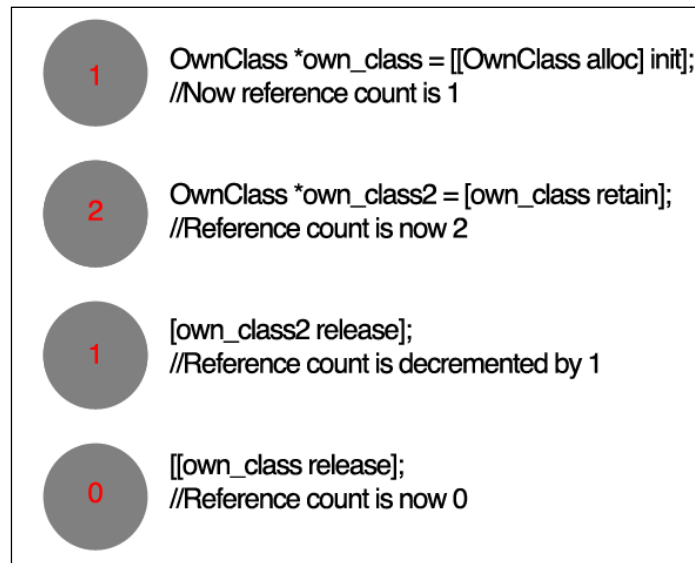 1
OwnClass *own_class = [[OwnClass alloc] init];
//Now reference count is 1
2
OwnClass *own_class2 = [own_class retain];
//Reference count is now 2
1
[own_class2 release];
//Reference count is decremented by 1
0
[[own_class release];
//Reference count is now 0